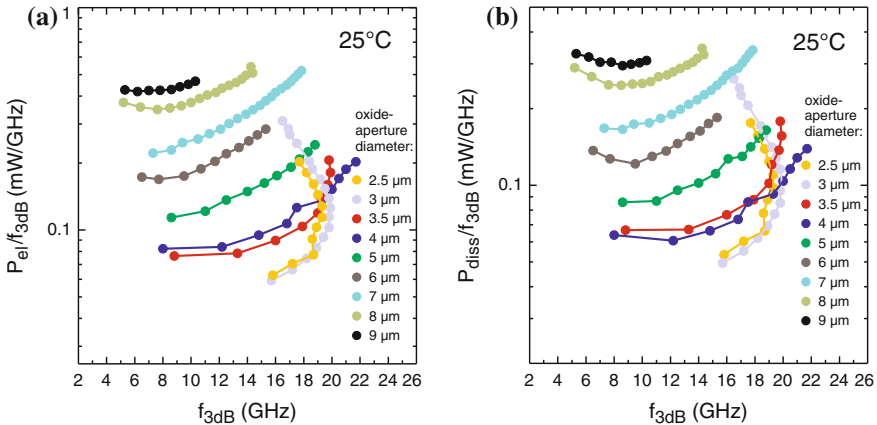 (a)
1
25°C
P_el/f_3dB (mW/GHz)
0.1
oxide-
aperture
diameter:
2.5 µm
3 µm
3.5 µm
4 µm
5 µm
6 µm
7 µm
8 µm
9 µm
2 4 6 8 10 12 14 16 18 20 22 24 26
f_3dB (GHz)
(b)
25°C
P_diss/f_3dB (mW/GHz)
0.1
oxide-
aperture
diameter:
2.5 µm
3 µm
3.5 µm
4 µm
5 µm
6 µm
7 µm
8 µm
9 µm
2 4 6 8 10 12 14 16 18 20 22 24 26
f_3dB (GHz)